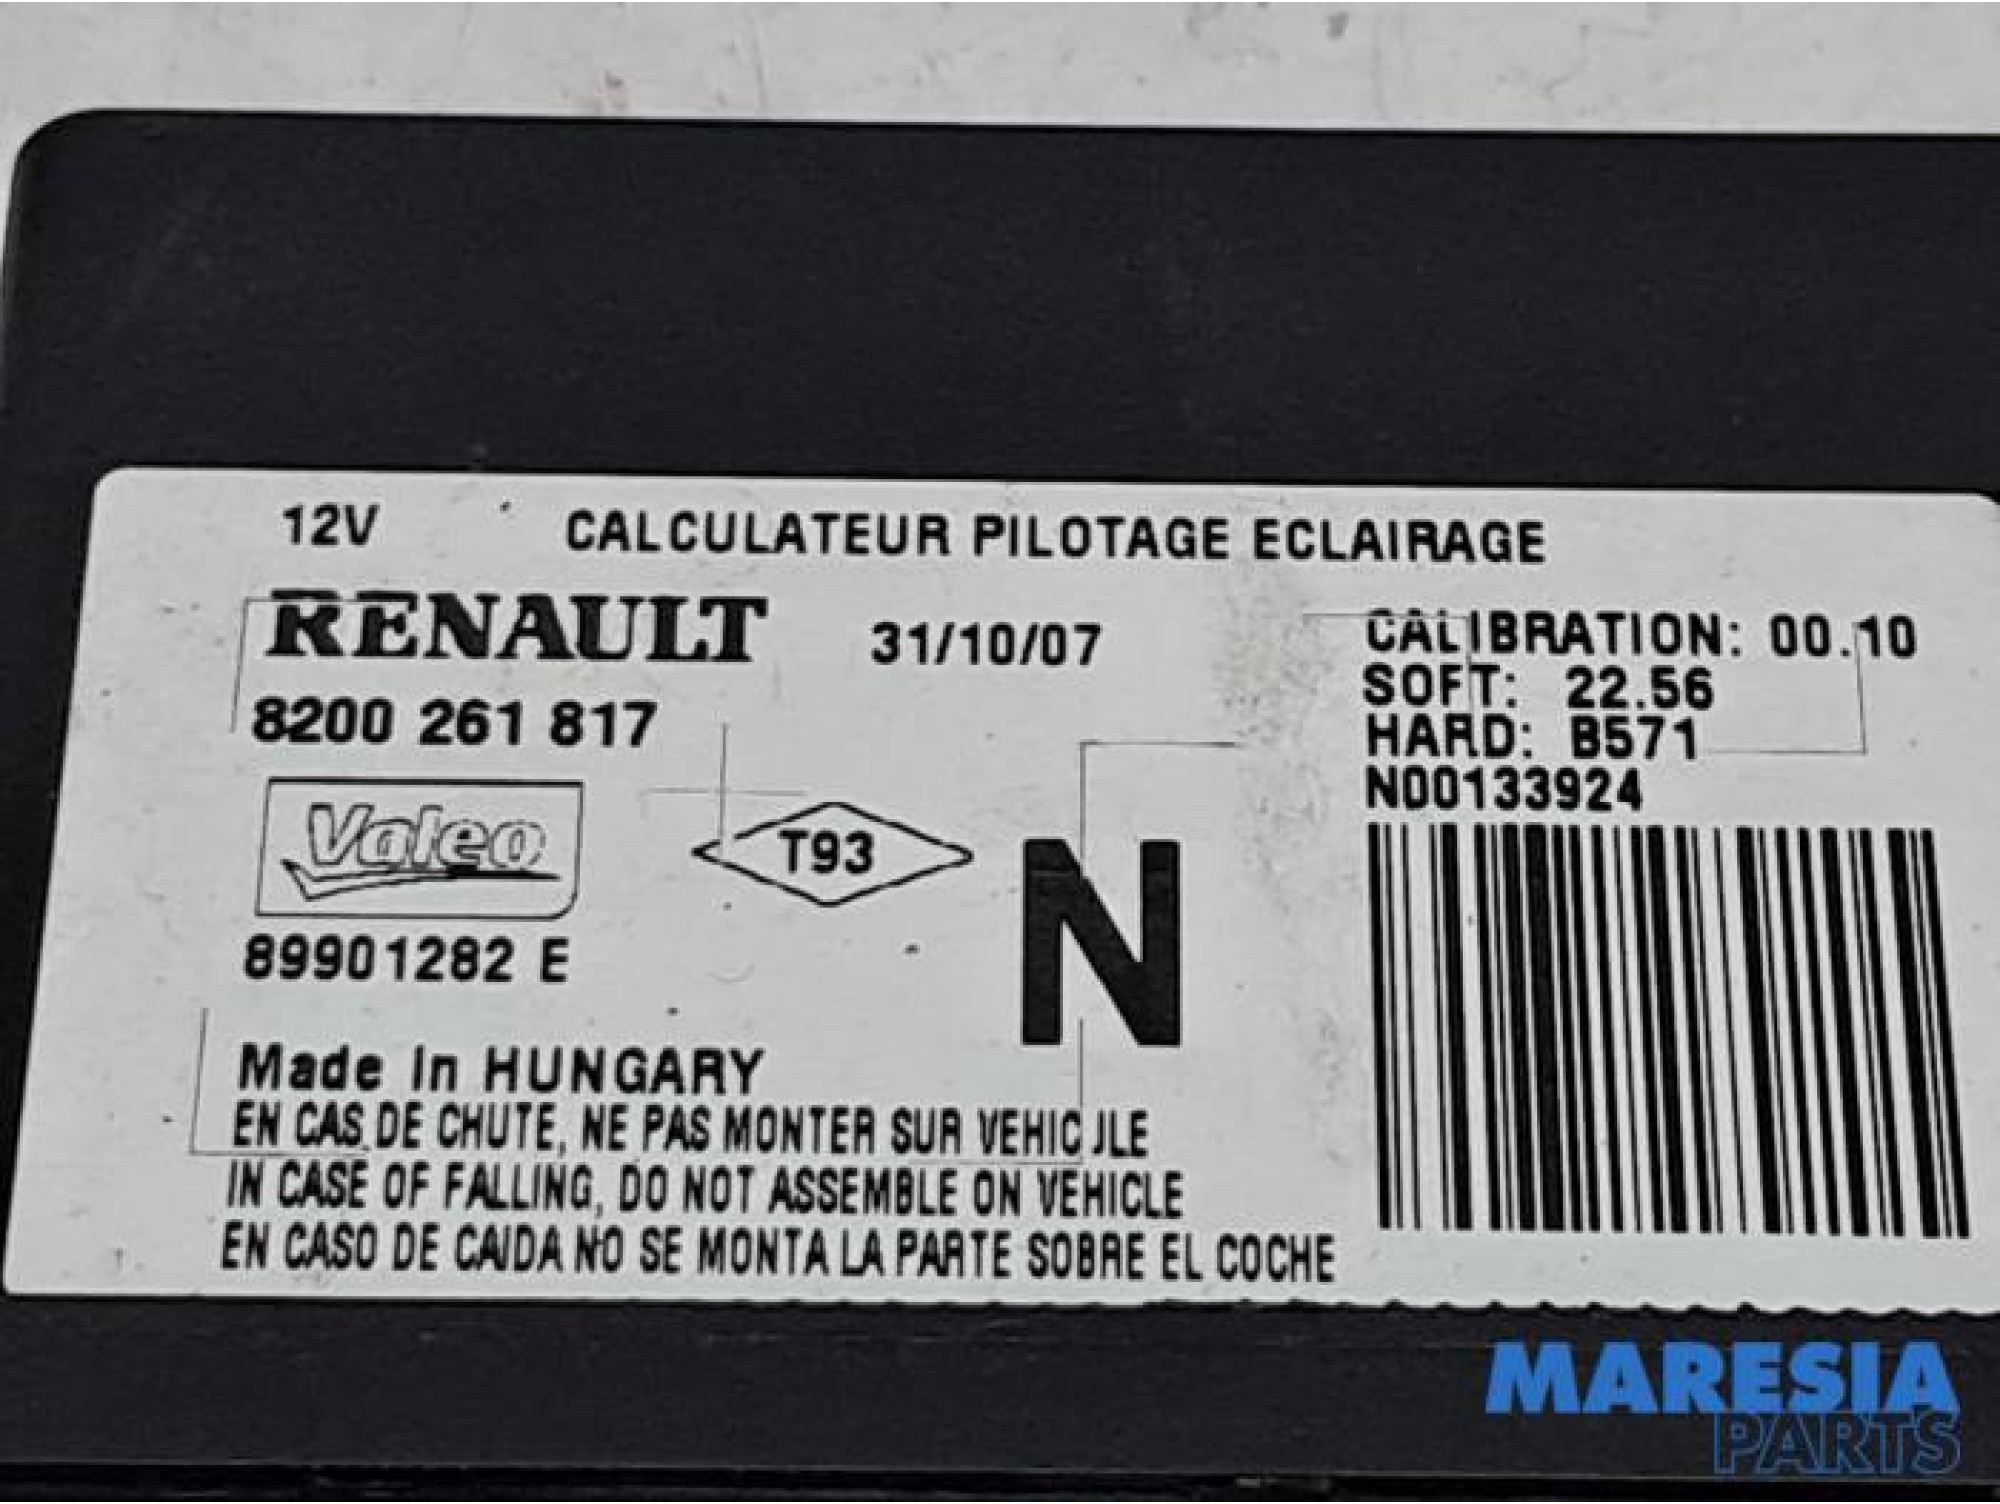 12V CALCULATEUR PILOTAGE ECLAIRAGE
RENAULT 31/10/07
8200 261 817
CALIBRATION: 00.10
SOFT: 22.56
HARD: B571
N00133924
Valeo
T93
N
89901282 E
Made In HUNGARY
EN CAS DE CHUTE, NE PAS MONTER SUR VEHICULE
IN CASE OF FALLING, DO NOT ASSEMBLE ON VEHICLE
EN CASO DE CAIDA NO SE MONTA LA PARTE SOBRE EL COCHE
MARESIA
PARTS